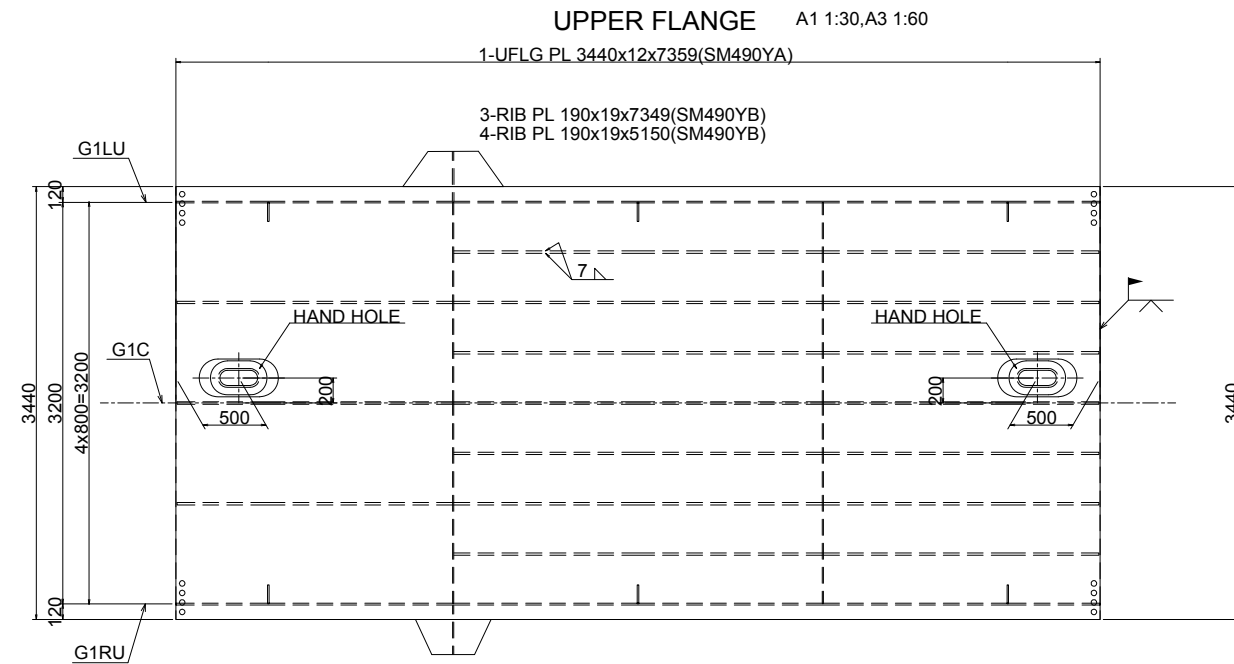 UPPER FLANGE A1 1:30,A3 1:60
1-UFLG PL 3440x12x7359(SM490YA)
3-RIB PL 190x19x7349(SM490YB)
4-RIB PL 190x19x5150(SM490YB)
G1LU
120
7
HAND HOLE
HAND HOLE
G1C
200
200
500
500
3440
3200
4x800=3200
3440
120
G1RU